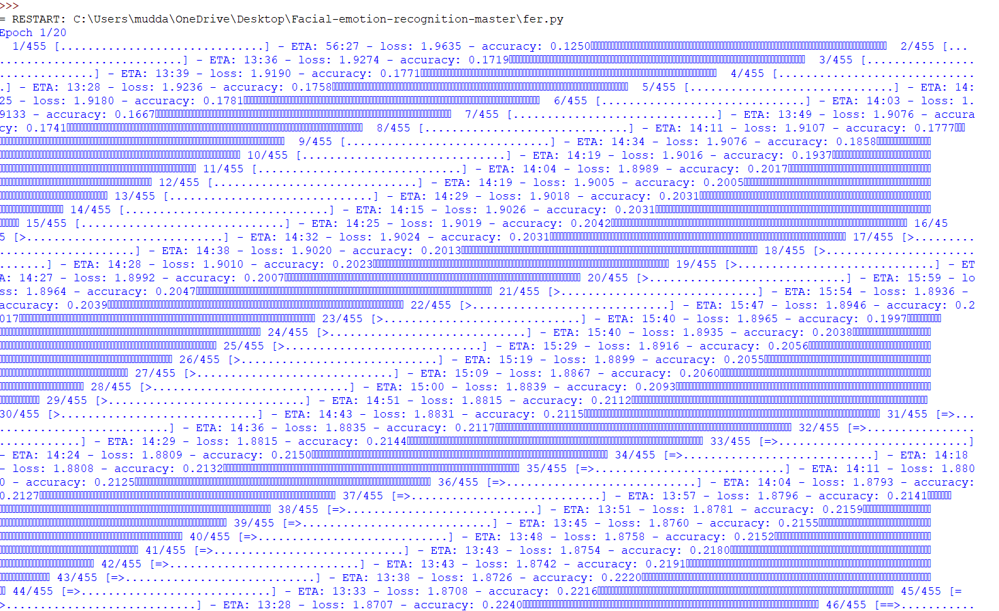 >>>
= RESTART: C:\Users\mudda\OneDrive\Desktop\Facial-emotion-recognition-master\fer.py
Epoch 1/20
1/455 [..............................] - ETA: 56:27 - loss: 1.9635 - accuracy: 0.1250 2/455 [...
...........................] - ETA: 13:36 - loss: 1.9274 - accuracy: 0.1719 3/455 [................
..............] - ETA: 13:39 - loss: 1.9190 - accuracy: 0.1771 4/455 [.............................
.] - ETA: 13:28 - loss: 1.9236 - accuracy: 0.1758 5/455 [..............................] - ETA: 14:
25 - loss: 1.9180 - accuracy: 0.1781 6/455 [..............................] - ETA: 14:03 - loss: 1.
9133 - accuracy: 0.1667 7/455 [..............................] - ETA: 13:49 - loss: 1.9076 - accura
cy: 0.1741 8/455 [..............................] - ETA: 14:11 - loss: 1.9107 - accuracy: 0.1777
9/455 [..............................] - ETA: 14:34 - loss: 1.9076 - accuracy: 0.1858
10/455 [..............................] - ETA: 14:19 - loss: 1.9016 - accuracy: 0.1937
11/455 [..............................] - ETA: 14:04 - loss: 1.8989 - accuracy: 0.2017
12/455 [..............................] - ETA: 14:19 - loss: 1.9005 - accuracy: 0.2005
13/455 [..............................] - ETA: 14:29 - loss: 1.9018 - accuracy: 0.2031
14/455 [..............................] - ETA: 14:15 - loss: 1.9026 - accuracy: 0.2031
15/455 [..............................] - ETA: 14:25 - loss: 1.9019 - accuracy: 0.2042 16/45
5 [>.............................] - ETA: 14:32 - loss: 1.9024 - accuracy: 0.2031 17/455 [>.........
....................] - ETA: 14:38 - loss: 1.9020 - accuracy: 0.2013 18/455 [>......................
.......] - ETA: 14:28 - loss: 1.9010 - accuracy: 0.2023 19/455 [>.............................] - ET
A: 14:27 - loss: 1.8992 - accuracy: 0.2007 20/455 [>.............................] - ETA: 15:59 - lo
ss: 1.8964 - accuracy: 0.2047 21/455 [>.............................] - ETA: 15:54 - loss: 1.8936 -
accuracy: 0.2039 22/455 [>.............................] - ETA: 15:47 - loss: 1.8946 - accuracy: 0.2
017 23/455 [>.............................] - ETA: 15:40 - loss: 1.8965 - accuracy: 0.1997
24/455 [>.............................] - ETA: 15:40 - loss: 1.8935 - accuracy: 0.2038
25/455 [>.............................] - ETA: 15:29 - loss: 1.8916 - accuracy: 0.2056
26/455 [>.............................] - ETA: 15:19 - loss: 1.8899 - accuracy: 0.2055
27/455 [>.............................] - ETA: 15:09 - loss: 1.8867 - accuracy: 0.2060
28/455 [>.............................] - ETA: 15:00 - loss: 1.8839 - accuracy: 0.2093
29/455 [>.............................] - ETA: 14:51 - loss: 1.8815 - accuracy: 0.2112
30/455 [>.............................] - ETA: 14:43 - loss: 1.8831 - accuracy: 0.2115 31/455 [=>...
.........................] - ETA: 14:36 - loss: 1.8835 - accuracy: 0.2117 32/455 [=>................
............] - ETA: 14:29 - loss: 1.8815 - accuracy: 0.2144 33/455 [=>............................]
- ETA: 14:24 - loss: 1.8809 - accuracy: 0.2150 34/455 [=>............................] - ETA: 14:18
- loss: 1.8808 - accuracy: 0.2132 35/455 [=>............................] - ETA: 14:11 - loss: 1.880
0 - accuracy: 0.2125 36/455 [=>............................] - ETA: 14:04 - loss: 1.8793 - accuracy:
0.2127 37/455 [=>............................] - ETA: 13:57 - loss: 1.8796 - accuracy: 0.2141
38/455 [=>............................] - ETA: 13:51 - loss: 1.8781 - accuracy: 0.2159
39/455 [=>............................] - ETA: 13:45 - loss: 1.8760 - accuracy: 0.2155
40/455 [=>............................] - ETA: 13:48 - loss: 1.8758 - accuracy: 0.2152
41/455 [=>............................] - ETA: 13:43 - loss: 1.8754 - accuracy: 0.2180
42/455 [=>............................] - ETA: 13:43 - loss: 1.8742 - accuracy: 0.2191
43/455 [=>............................] - ETA: 13:38 - loss: 1.8726 - accuracy: 0.2220
44/455 [=>............................] - ETA: 13:33 - loss: 1.8708 - accuracy: 0.2216 45/455 [=
>............................] - ETA: 13:28 - loss: 1.8707 - accuracy: 0.2240 46/455 [==>...........